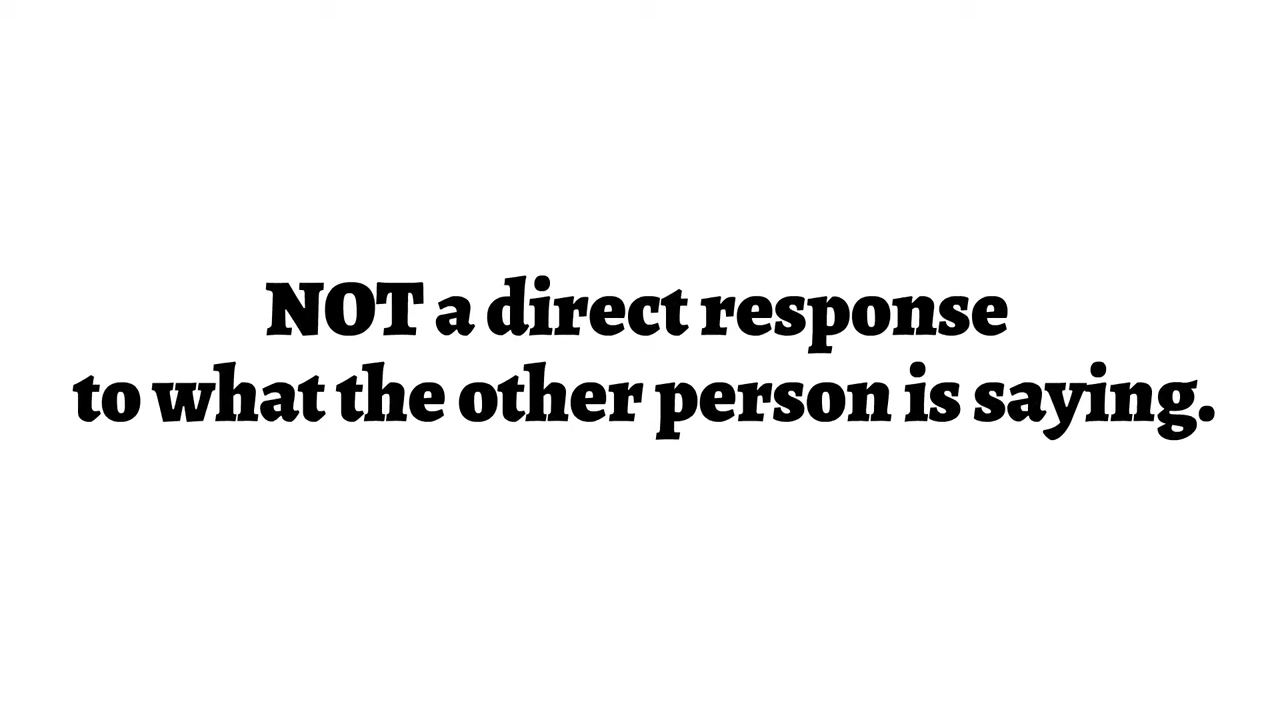 NOT a direct response
to what the other person is saying.